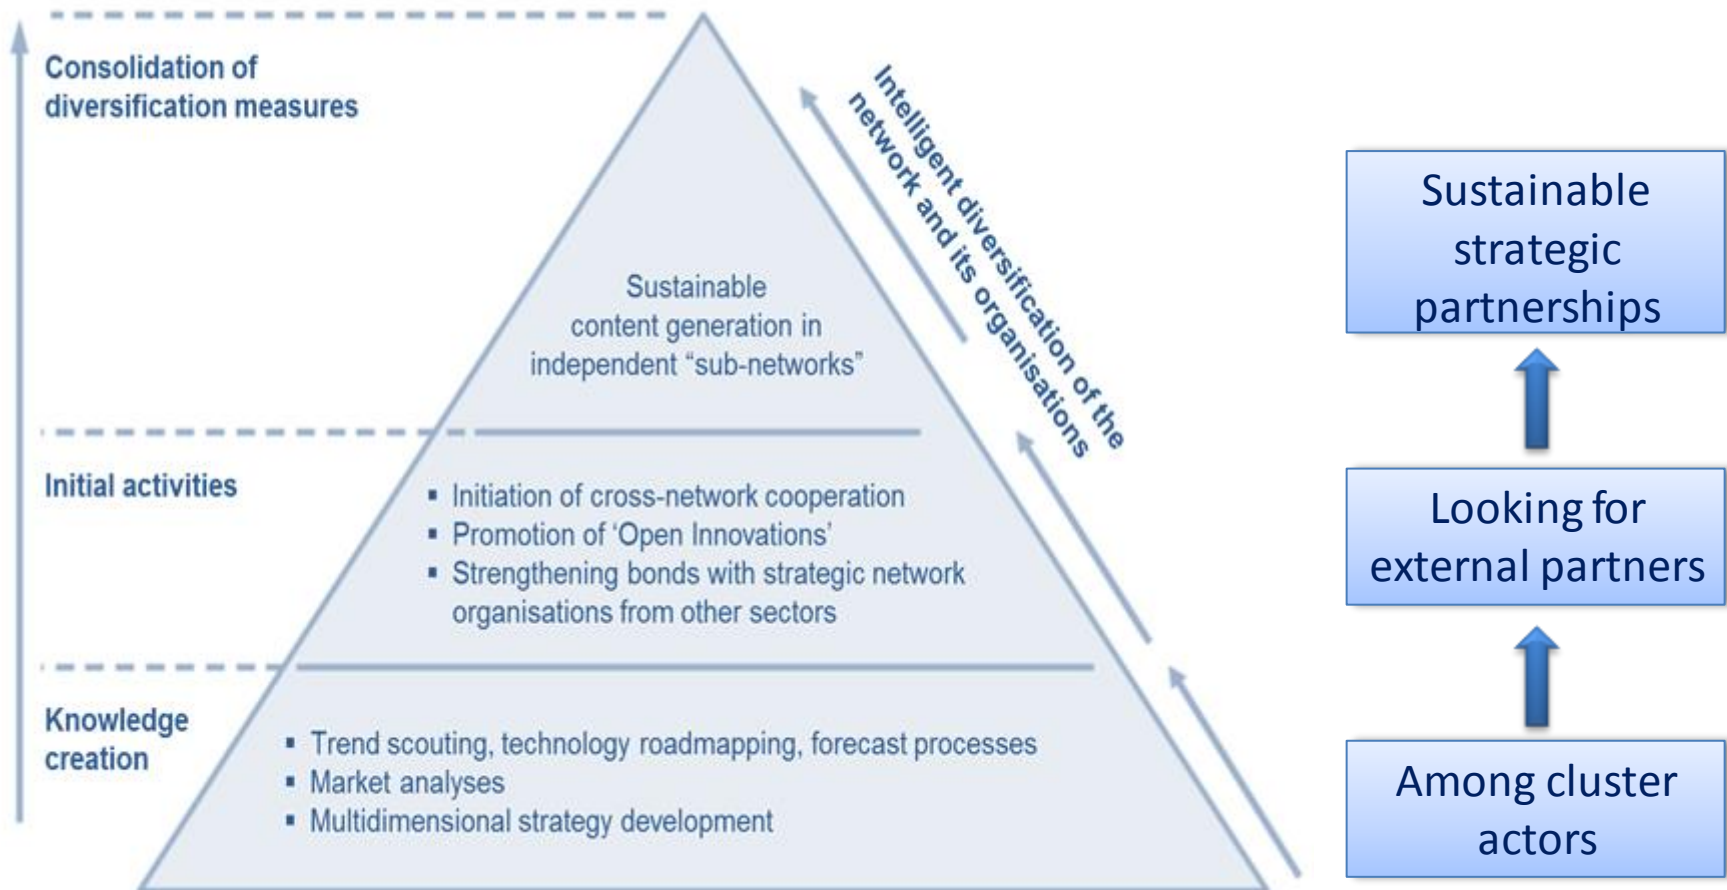 Consolidation of
diversification measures
Sustainable
content generation in
independent “sub-networks”
Intelligent diversification of the
network and its organisations
Initial activities
▪ Initiation of cross-network cooperation
▪ Promotion of ‘Open Innovations’
▪ Strengthening bonds with strategic network
organisations from other sectors
Knowledge
creation
▪ Trend scouting, technology roadmapping, forecast processes
▪ Market analyses
▪ Multidimensional strategy development
Sustainable
strategic
partnerships
Looking for
external partners
Among cluster
actors